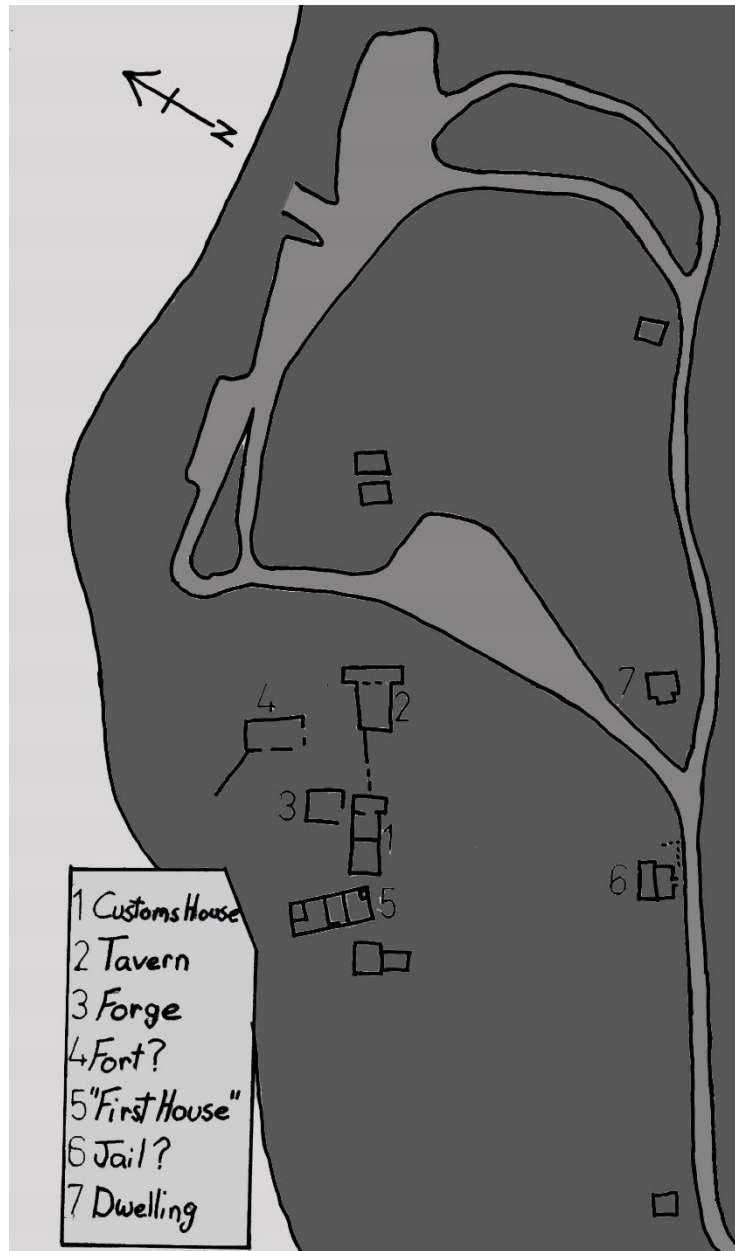 N
7
4
2
3
1
6
5
1 Customs House
2 Tavern
3 Forge
4 Fort?
5 "First House"
6 Jail?
7 Dwelling